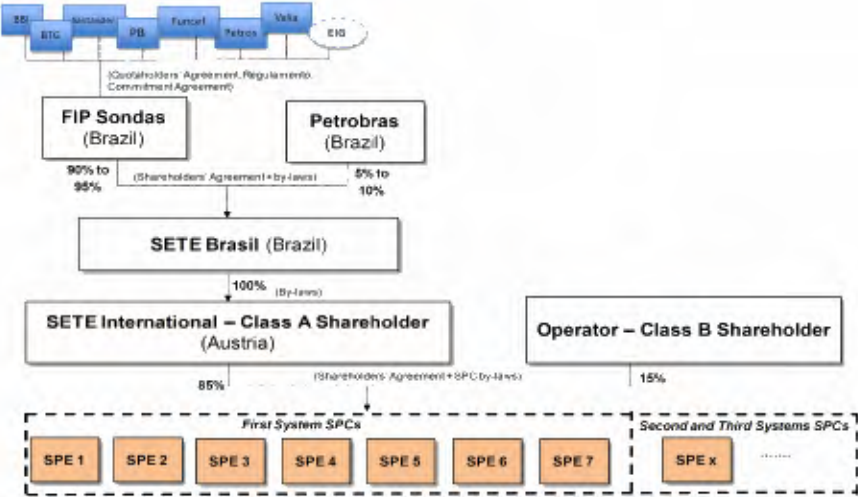 BBI
BTG
Santander
PB
Funcef
Petros
Valia
EIG
(Quotaholders' Agreement, Regulamento,
Commitment Agreement)
FIP Sondas
(Brazil)
Petrobras
(Brazil)
90% to
95%
(Shareholders' Agreement + by-laws)
5% to
10%
SETE Brasil (Brazil)
100%
(By-laws)
SETE International – Class A Shareholder
(Austria)
Operator – Class B Shareholder
85%
(Shareholders' Agreement + SPC by-laws)
15%
First System SPCs
Second and Third Systems SPCs
SPE 1
SPE 2
SPE 3
SPE 4
SPE 5
SPE 6
SPE 7
SPE x
.......